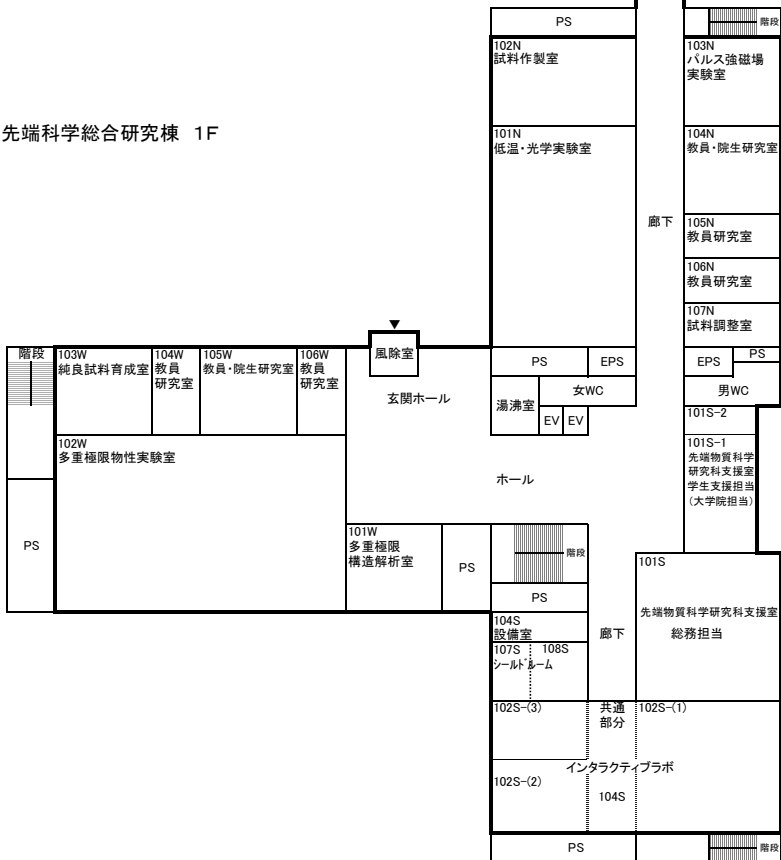 先端科学総合研究棟 1F
PS
階段
102N
試料作製室
103N
パルス強磁場
実験室
101N
低温・光学実験室
104N
教員・院生研究室
廊下
105N
教員研究室
106N
教員研究室
107N
試料調整室
▼
風除室
階段
103W
純良試料育成室
104W
教員
研究室
105W
教員・院生研究室
106W
教員
研究室
玄関ホール
PS
EPS
EPS
PS
湯沸室
女WC
男WC
EV
EV
101S-2
102W
多重極限物性実験室
101S-1
先端物質科学
研究科支援室
学生支援担当
(大学院担当)
ホール
PS
101W
多重極限
構造解析室
PS
階段
PS
101S
先端物質科学研究科支援室
総務担当
104S
設備室
廊下
107S
108S
シールドルーム
102S-(3)
共通
部分
102S-(1)
インタラクティブラボ
102S-(2)
104S
PS
階段